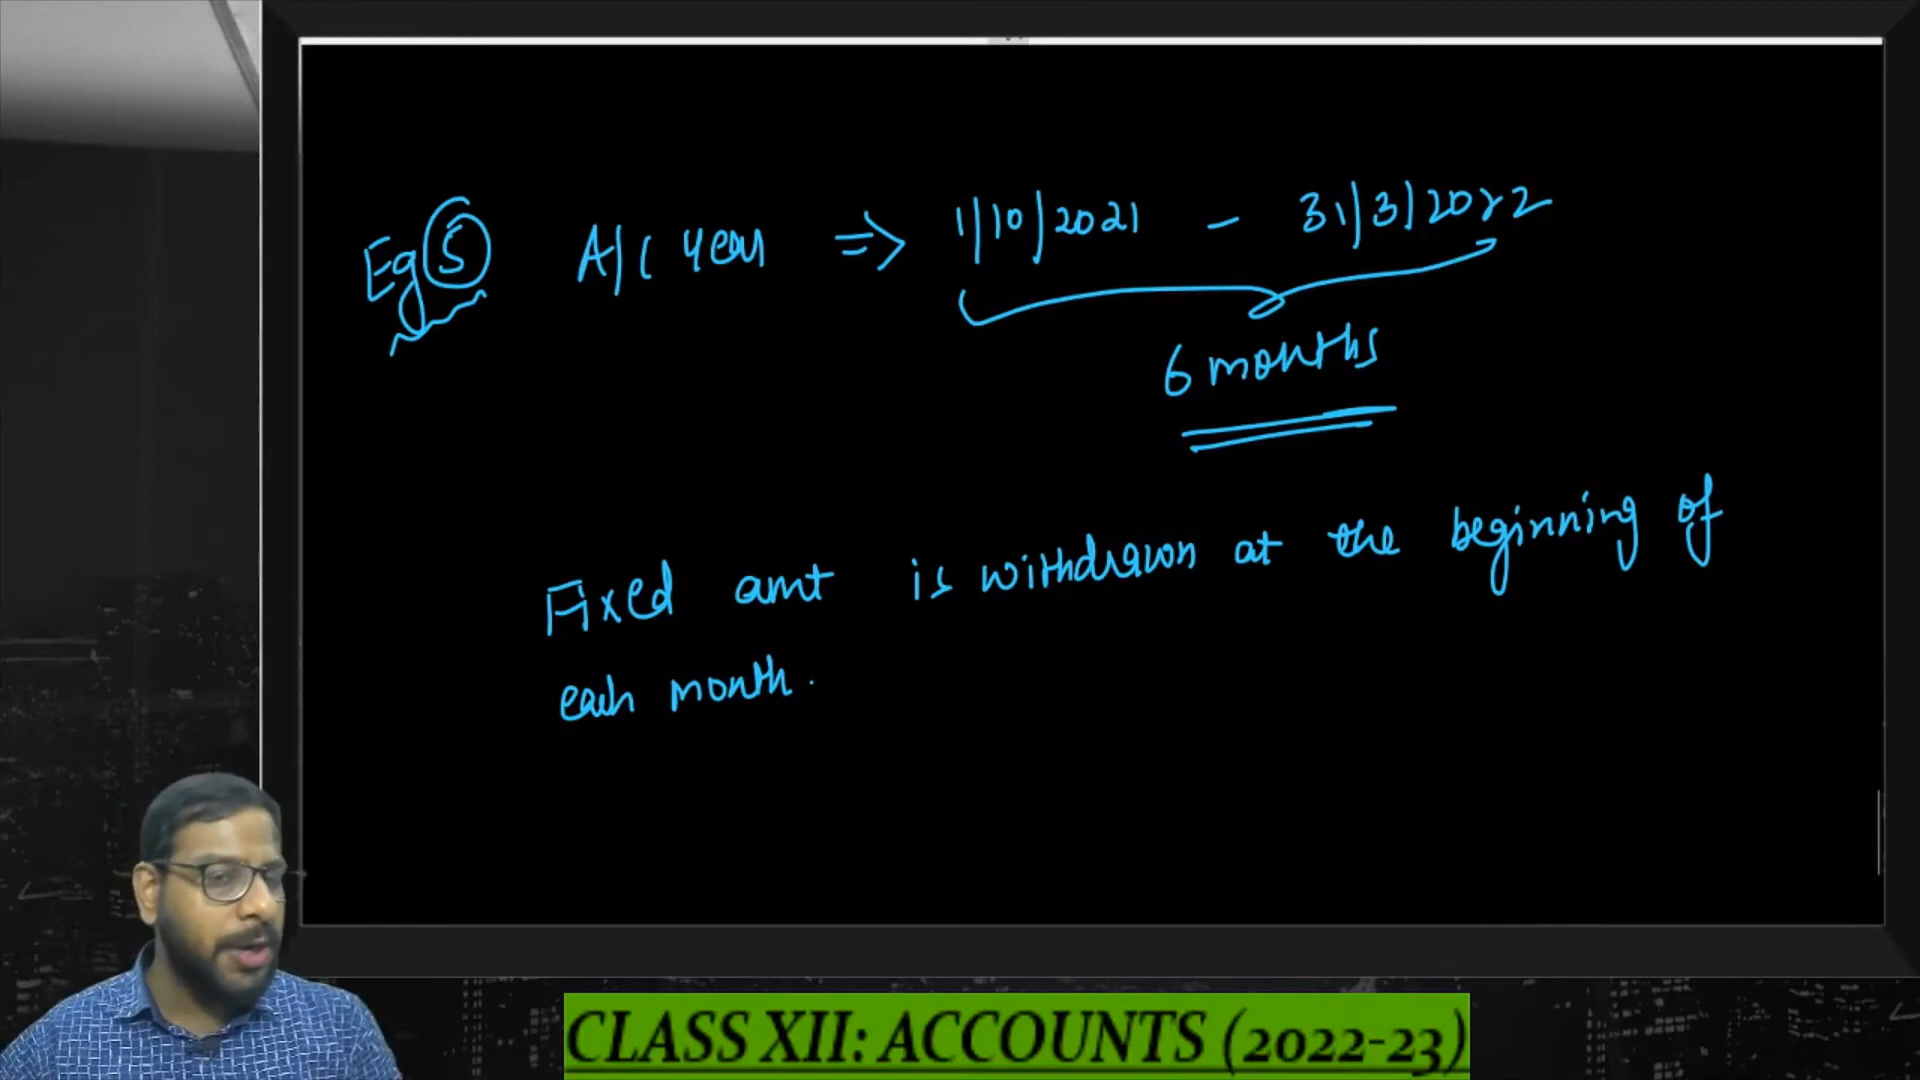 Eg 5 A/c year => 1/10/2021 - 31/3/2022
6 months
Fixed amt is withdrawn at the beginning of
each month.
CLASS XII: ACCOUNTS (2022-23)